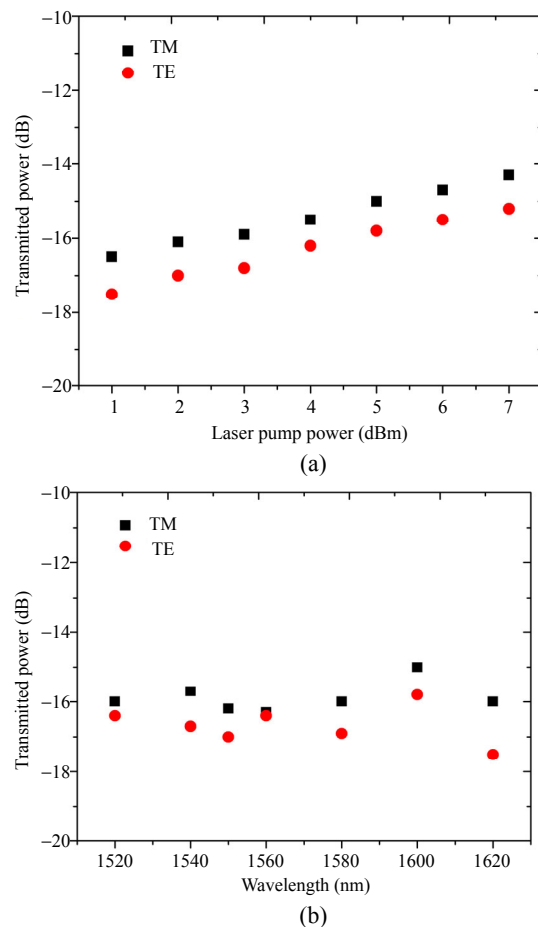 −10
TM
TE
−12
−14
−16
−18
−20
Transmitted power (dB)
1 2 3 4 5 6 7
Laser pump power (dBm)
(a)
−10
TM
TE
−12
−14
−16
−18
−20
Transmitted power (dB)
1520 1540 1560 1580 1600 1620
Wavelength (nm)
(b)